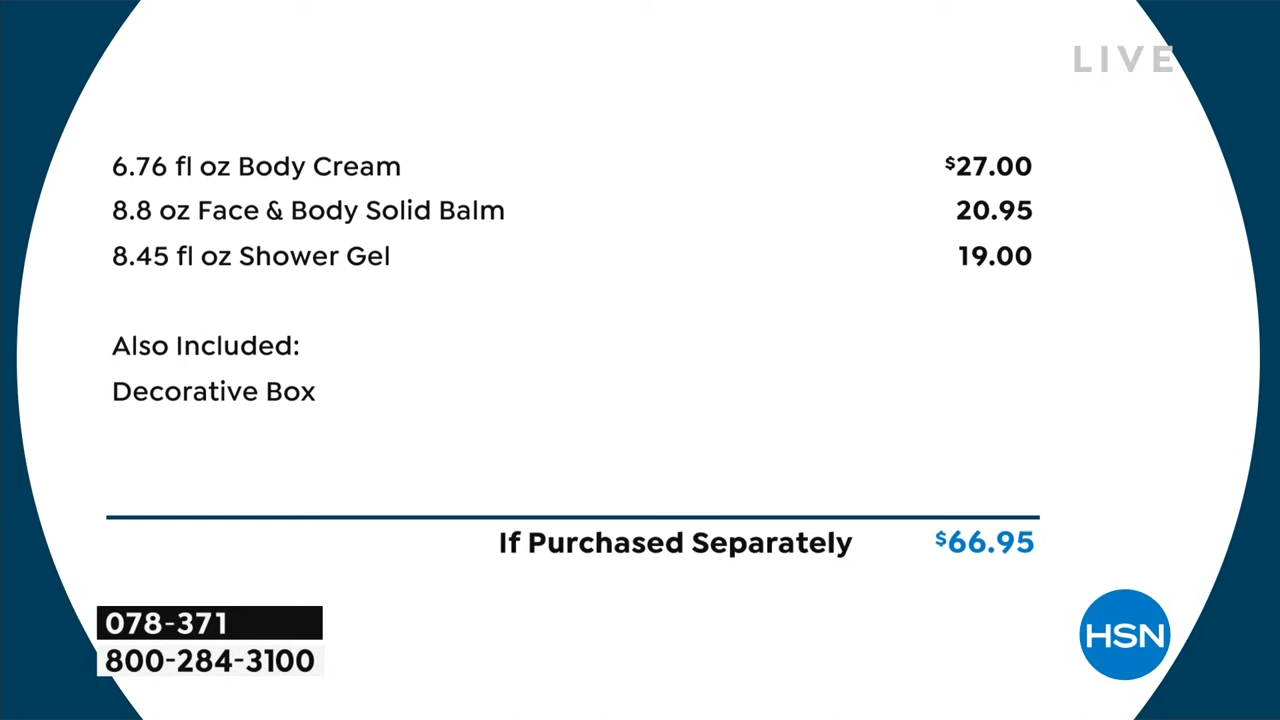 LIVE
6.76 fl oz Body Cream $27.00
8.8 oz Face & Body Solid Balm 20.95
8.45 fl oz Shower Gel 19.00
Also Included:
Decorative Box
If Purchased Separately $66.95
078-371
800-284-3100
HSN